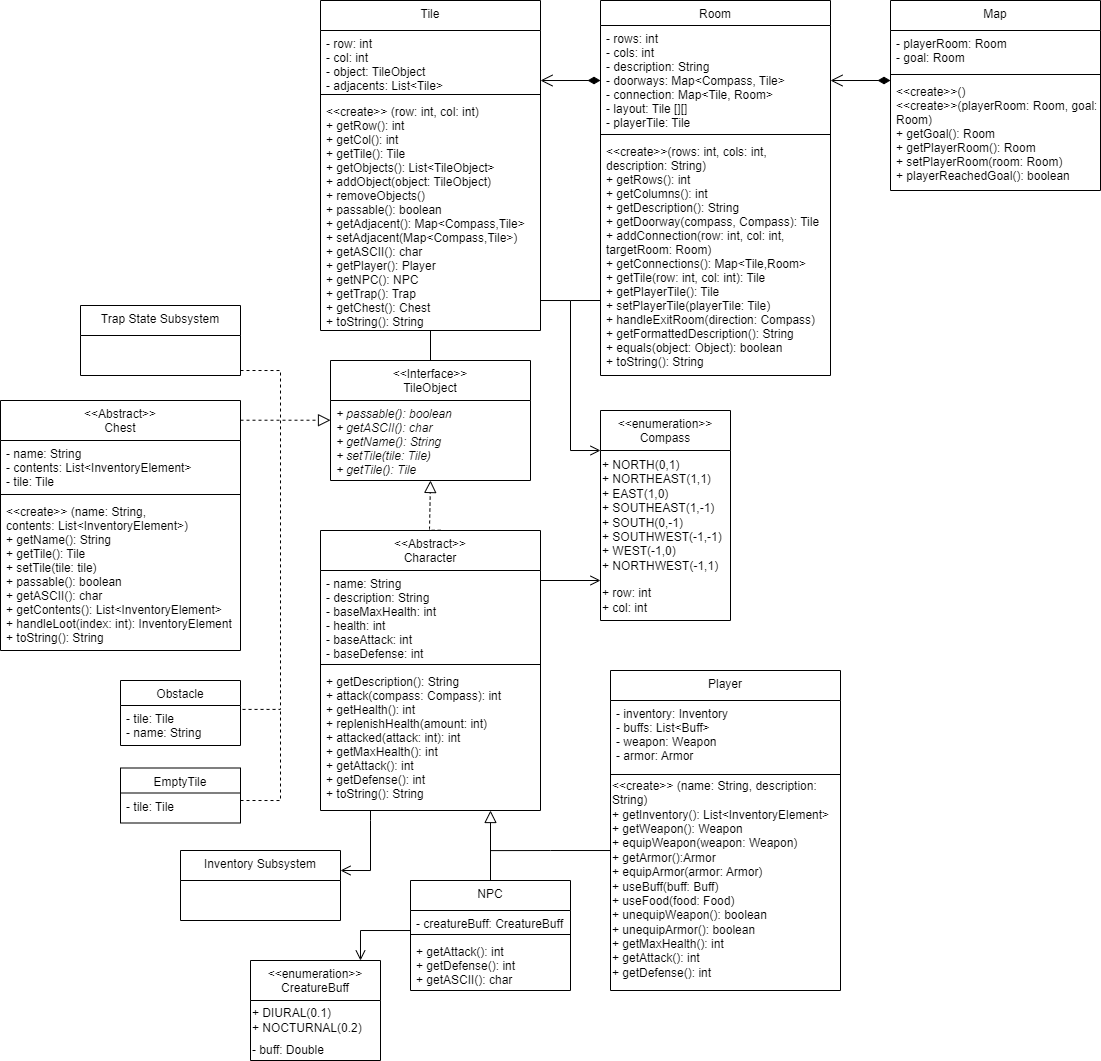 Tile
- row: int
- col: int
- object: TileObject
- adjacents: List<Tile>
<<create>> (row: int, col: int)
+ getRow(): int
+ getCol(): int
+ getTile(): Tile
+ getObjects(): List<TileObject>
+ addObject(object: TileObject)
+ removeObjects()
+ passable(): boolean
+ getAdjacent(): Map<Compass,Tile>
+ setAdjacent(Map<Compass,Tile>)
+ getASCII(): char
+ getPlayer(): Player
+ getNPC(): NPC
+ getTrap(): Trap
+ getChest(): Chest
+ toString(): String
Room
- rows: int
- cols: int
- description: String
- doorways: Map<Compass, Tile>
- connection: Map<Tile, Room>
- layout: Tile [][]
- playerTile: Tile
<<create>>(rows: int, cols: int,
description: String)
+ getRows(): int
+ getColumns(): int
+ getDescription(): String
+ getDoorway(compass, Compass): Tile
+ addConnection(row: int, col: int,
targetRoom: Room)
+ getConnections(): Map<Tile,Room>
+ getTile(row: int, col: int): Tile
+ getPlayerTile(): Tile
+ setPlayerTile(playerTile: Tile)
+ handleExitRoom(direction: Compass)
+ getFormattedDescription(): String
+ equals(object: Object): boolean
+ toString(): String
Map
- playerRoom: Room
- goal: Room
<<create>>()
<<create>>(playerRoom: Room, goal:
Room)
+ getGoal(): Room
+ getPlayerRoom(): Room
+ setPlayerRoom(room: Room)
+ playerReachedGoal(): boolean
Trap State Subsystem
<<Interface>>
TileObject
+ passable(): boolean
+ getASCII(): char
+ getName(): String
+ setTile(tile: Tile)
+ getTile(): Tile
<<Abstract>>
Chest
- name: String
- contents: List<InventoryElement>
- tile: Tile
<<create>> (name: String,
contents: List<InventoryElement>)
+ getName(): String
+ getTile(): Tile
+ setTile(tile: tile)
+ passable(): boolean
+ getASCII(): char
+ getContents(): List<InventoryElement>
+ handleLoot(index: int): InventoryElement
+ toString(): String
<<enumeration>>
Compass
+ NORTH(0,1)
+ NORTHEAST(1,1)
+ EAST(1,0)
+ SOUTHEAST(1,-1)
+ SOUTH(0,-1)
+ SOUTHWEST(-1,-1)
+ WEST(-1,0)
+ NORTHWEST(-1,1)
+ row: int
+ col: int
<<Abstract>>
Character
- name: String
- description: String
- baseMaxHealth: int
- health: int
- baseAttack: int
- baseDefense: int
+ getDescription(): String
+ attack(compass: Compass): int
+ getHealth(): int
+ replenishHealth(amount: int)
+ attacked(attack: int): int
+ getMaxHealth(): int
+ getAttack(): int
+ getDefense(): int
+ toString(): String
Obstacle
- tile: Tile
- name: String
EmptyTile
- tile: Tile
Player
- inventory: Inventory
- buffs: List<Buff>
- weapon: Weapon
- armor: Armor
<<create>> (name: String, description:
String)
+ getInventory(): List<InventoryElement>
+ getWeapon(): Weapon
+ equipWeapon(weapon: Weapon)
+ getArmor():Armor
+ equipArmor(armor: Armor)
+ useBuff(buff: Buff)
+ useFood(food: Food)
+ unequipWeapon(): boolean
+ unequipArmor(): boolean
+ getMaxHealth(): int
+ getAttack(): int
+ getDefense(): int
Inventory Subsystem
NPC
- creatureBuff: CreatureBuff
+ getAttack(): int
+ getDefense(): int
+ getASCII(): char
<<enumeration>>
CreatureBuff
+ DIURAL(0.1)
+ NOCTURNAL(0.2)
- buff: Double